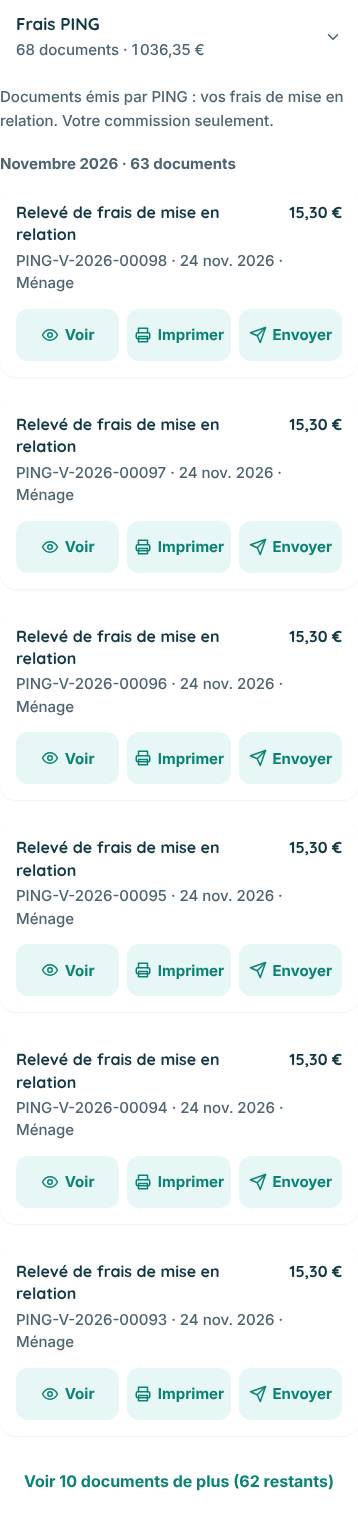 Frais PING
68 documents · 1 036,35 €
Documents émis par PING : vos frais de mise en
relation. Votre commission seulement.
Novembre 2026 · 63 documents
Relevé de frais de mise en 15,30 €
relation
PING-V-2026-00098 · 24 nov. 2026 ·
Ménage
Voir Imprimer Envoyer
Relevé de frais de mise en 15,30 €
relation
PING-V-2026-00097 · 24 nov. 2026 ·
Ménage
Voir Imprimer Envoyer
Relevé de frais de mise en 15,30 €
relation
PING-V-2026-00096 · 24 nov. 2026 ·
Ménage
Voir Imprimer Envoyer
Relevé de frais de mise en 15,30 €
relation
PING-V-2026-00095 · 24 nov. 2026 ·
Ménage
Voir Imprimer Envoyer
Relevé de frais de mise en 15,30 €
relation
PING-V-2026-00094 · 24 nov. 2026 ·
Ménage
Voir Imprimer Envoyer
Relevé de frais de mise en 15,30 €
relation
PING-V-2026-00093 · 24 nov. 2026 ·
Ménage
Voir Imprimer Envoyer
Voir 10 documents de plus (62 restants)